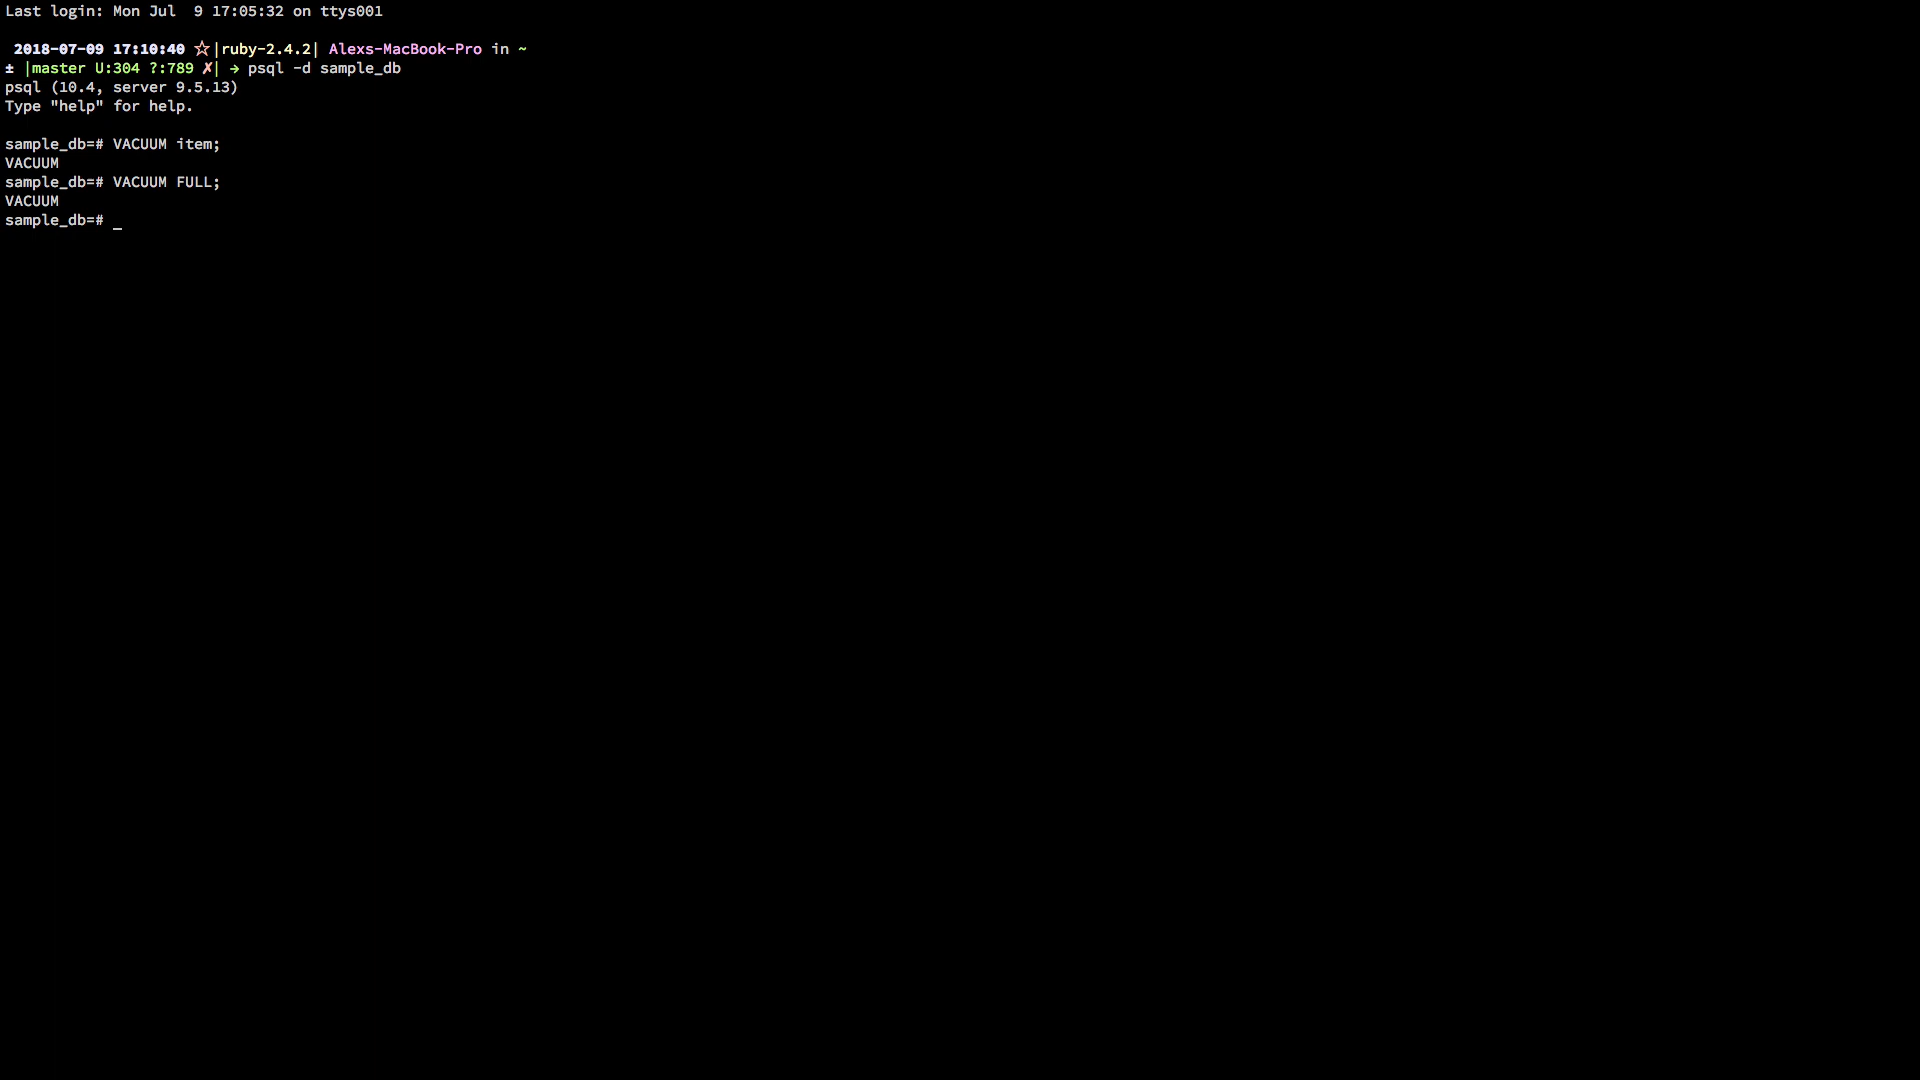 Last login: Mon Jul  9 17:05:32 on ttys001
2018-07-09 17:10:40 ☆|ruby-2.4.2| Alexs-MacBook-Pro in ~
± |master U:304 ?:789 ✗| → psql -d sample_db
psql (10.4, server 9.5.13)
Type "help" for help.
sample_db=# VACUUM item;
VACUUM
sample_db=# VACUUM FULL;
VACUUM
sample_db=# _